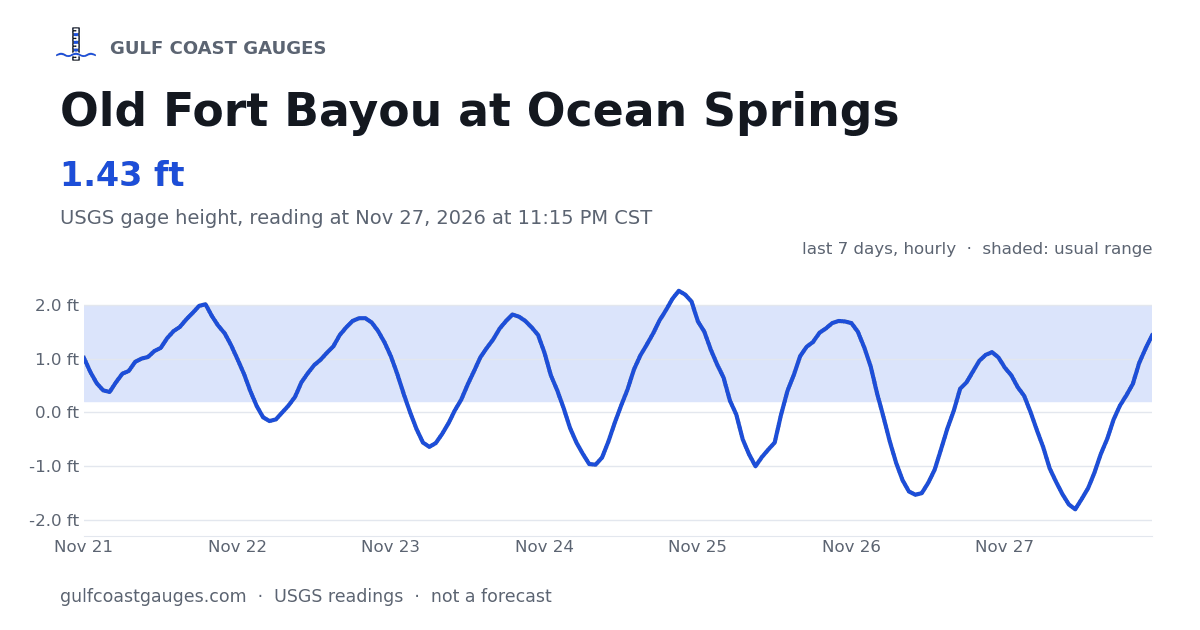 GULF COAST GAUGES
Old Fort Bayou at Ocean Springs
1.43 ft
USGS gage height, reading at Nov 27, 2026 at 11:15 PM CST
last 7 days, hourly · shaded: usual range
2.0 ft
1.0 ft
0.0 ft
-1.0 ft
-2.0 ft
Nov 21 Nov 22 Nov 23 Nov 24 Nov 25 Nov 26 Nov 27
gulfcoastgauges.com · USGS readings · not a forecast